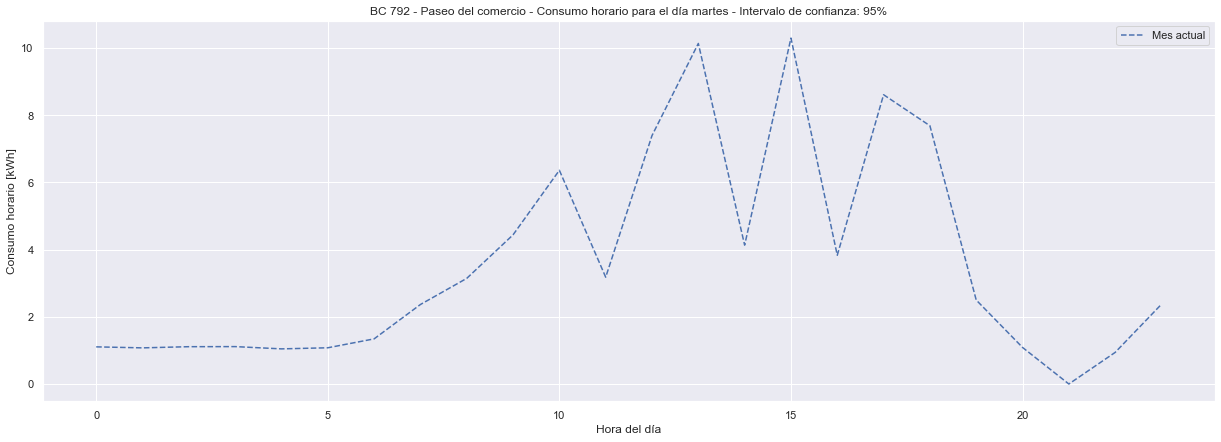 BC 792 - Paseo del comercio - Consumo horario para el día martes - Intervalo de confianza: 95%
Mes actual
Consumo horario [kWh]
10
8
6
4
2
0
0
5
10
15
20
Hora del día